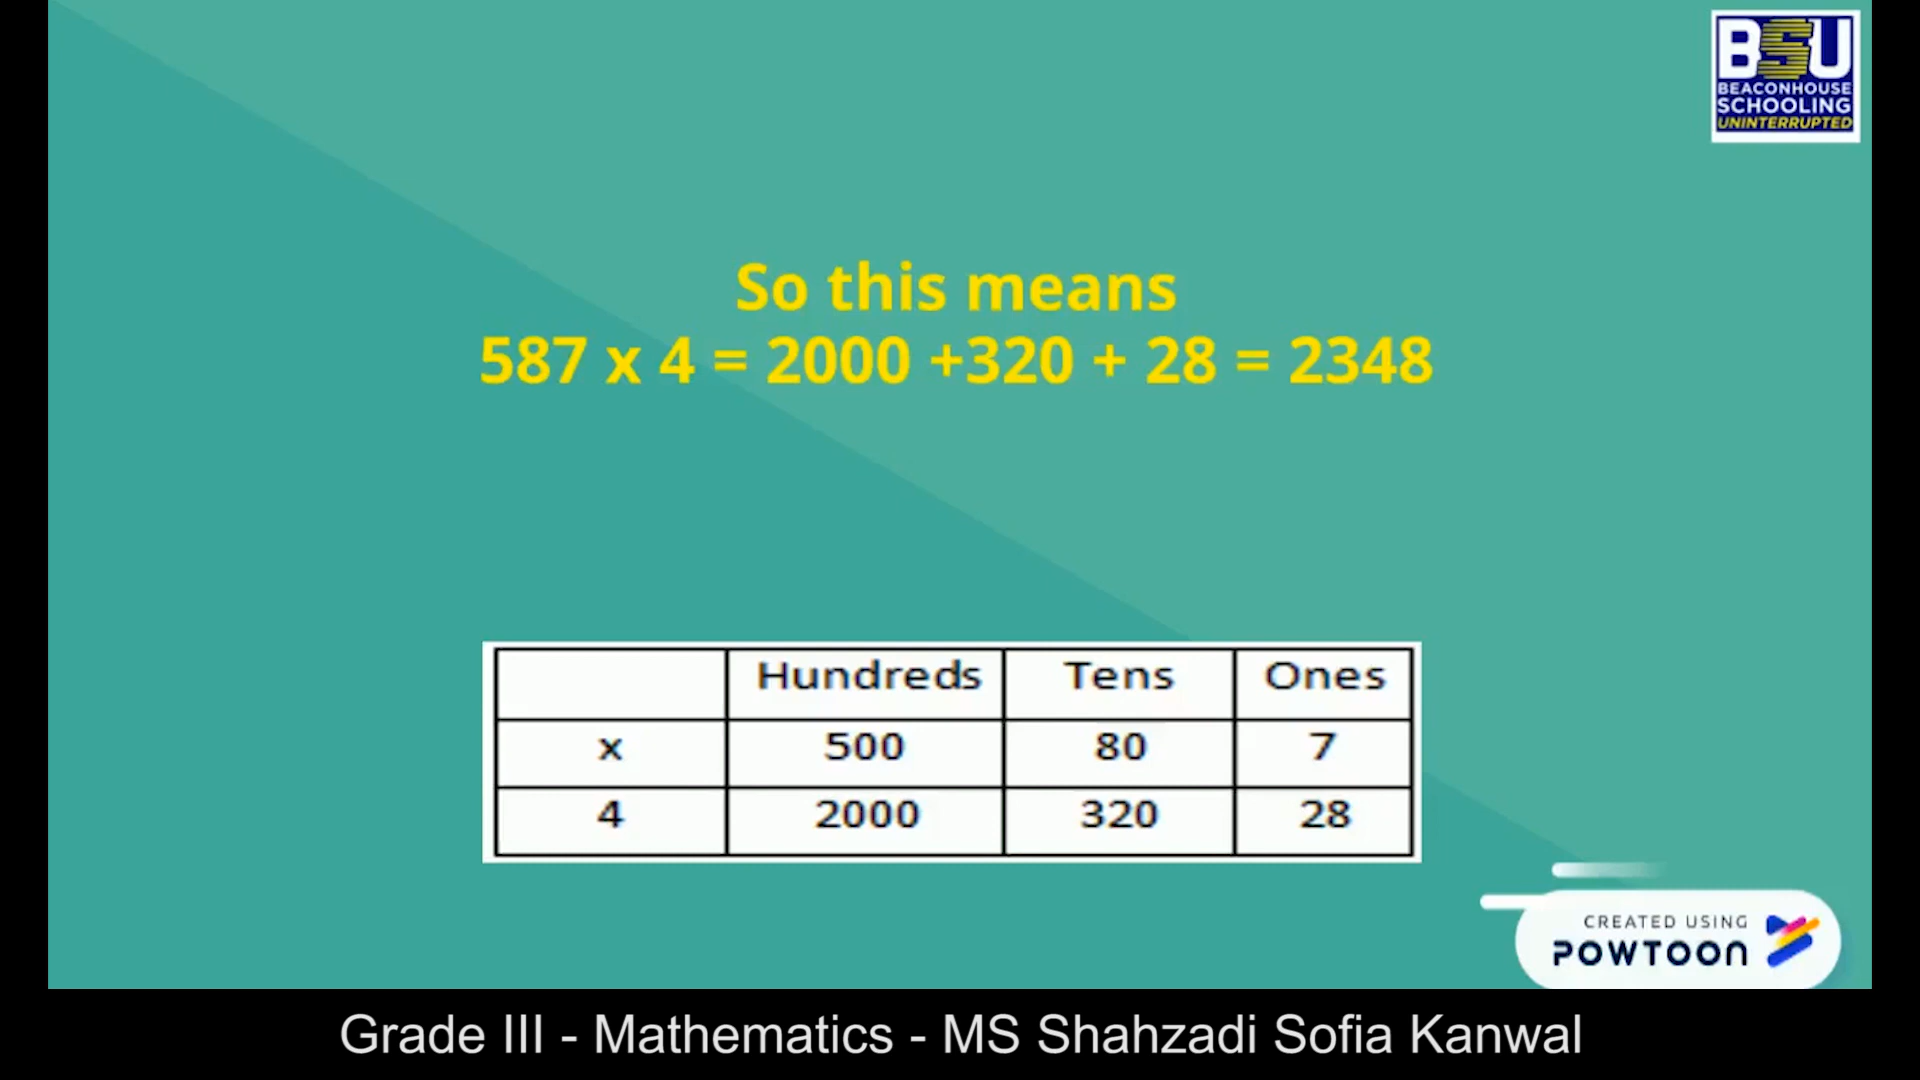 BSU
BEACONHOUSE
SCHOOLING
UNINTERRUPTED
So this means
587 x 4 = 2000 +320 + 28 = 2348
Hundreds Tens Ones
x 500 80 7
4 2000 320 28
CREATED USING
POWTOON
Grade III - Mathematics - MS Shahzadi Sofia Kanwal